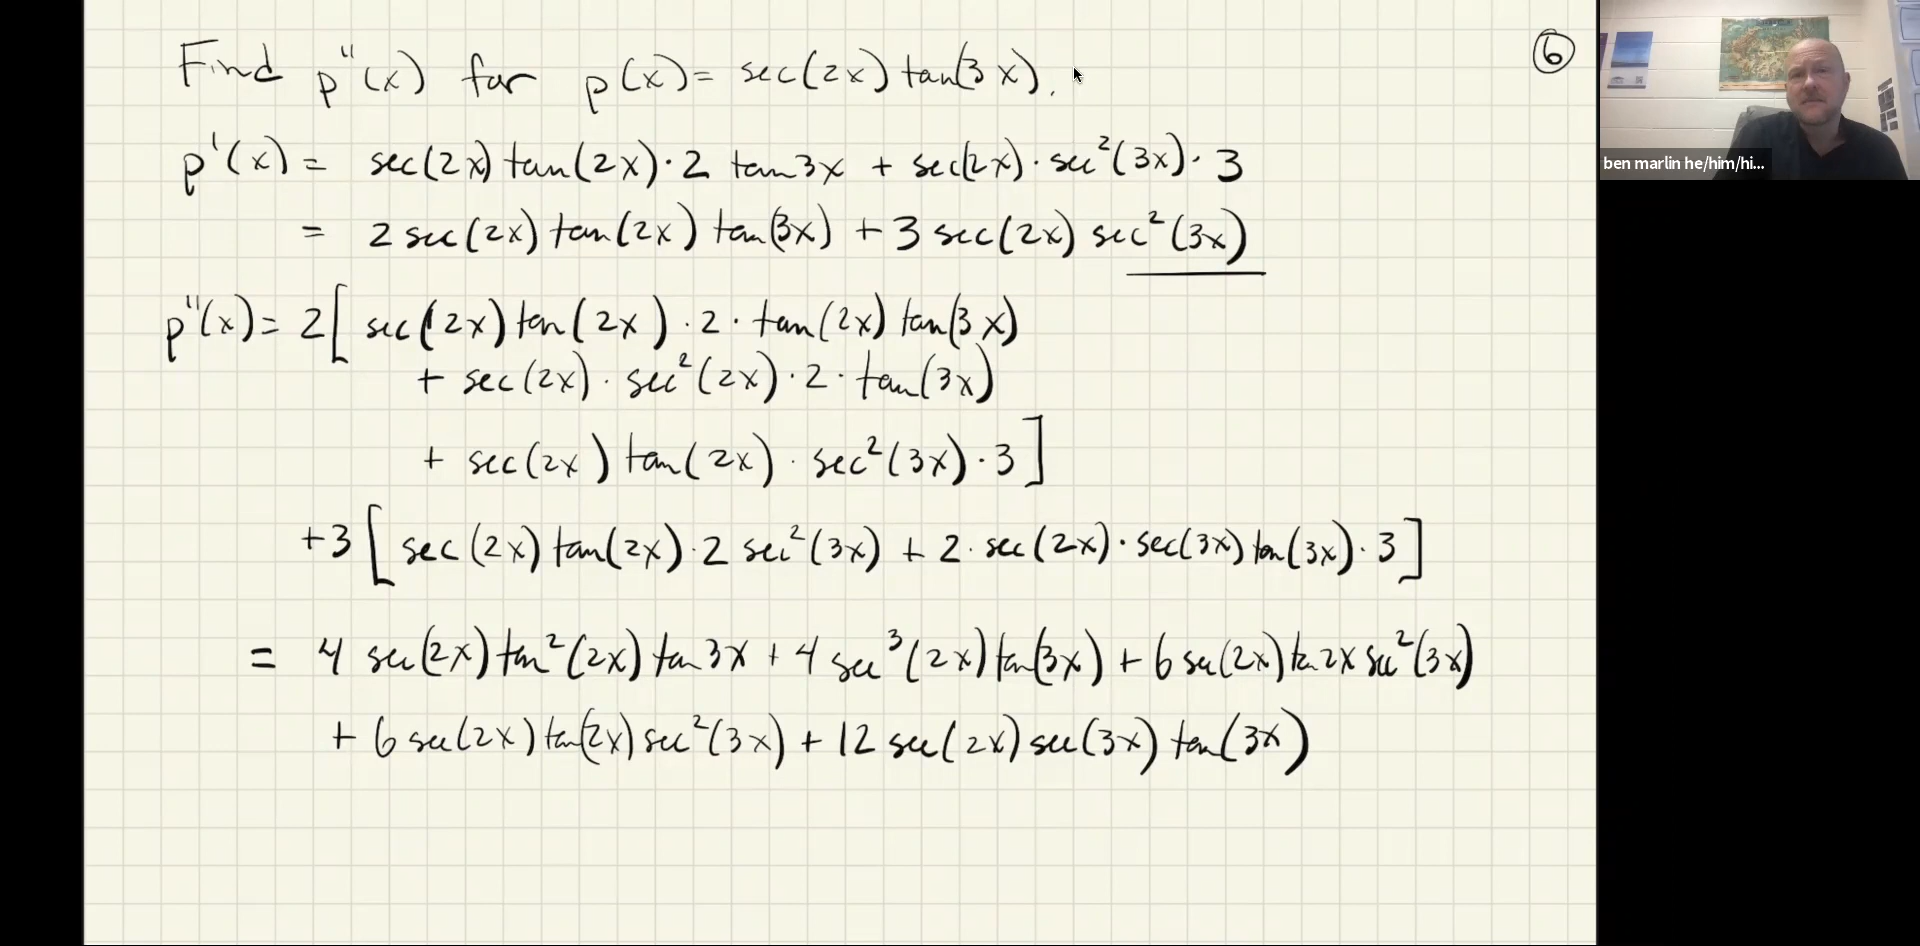 Find p''(x) for p(x) = sec(2x) tan(3x).
⑥
p'(x) = sec(2x) tan(2x) · 2 tan 3x + sec(2x) · sec²(3x) · 3
= 2 sec(2x) tan(2x) tan(3x) + 3 sec(2x) sec²(3x)
p''(x) = 2[ sec(2x) tan(2x) · 2 · tan(2x) tan(3x)
+ sec(2x) · sec²(2x) · 2 · tan(3x)
+ sec(2x) tan(2x) · sec²(3x) · 3 ]
+3 [ sec(2x) tan(2x) · 2 sec²(3x) + 2 · sec(2x) · sec(3x) tan(3x) · 3 ]
= 4 sec(2x) tan²(2x) tan 3x + 4 sec³(2x) tan(3x) + 6 sec(2x) tan 2x sec²(3x)
+ 6 sec(2x) tan(2x) sec²(3x) + 12 sec(2x) sec(3x) tan(3x)
ben marlin he/him/hi...